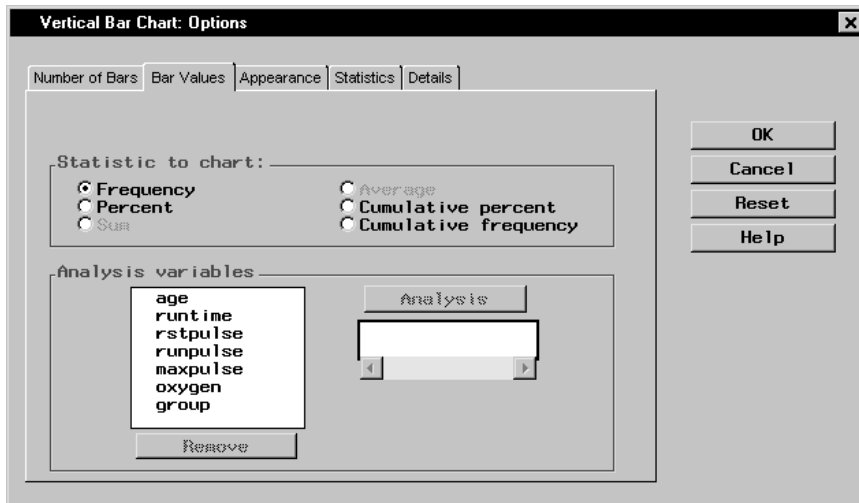 Vertical Bar Chart: Options
Number of Bars Bar Values Appearance Statistics Details
Statistic to chart:
Frequency
Percent
Sum
Average
Cumulative percent
Cumulative frequency
Analysis variables
age
runtime
rstpulse
runpulse
maxpulse
oxygen
group
Remove
Analysis
OK
Cancel
Reset
Help